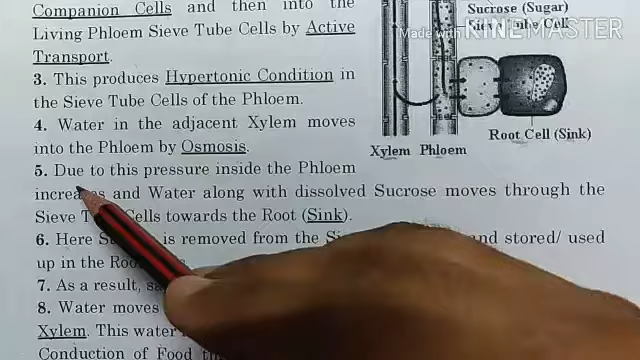 Companion Cells and then into the
Living Phloem Sieve Tube Cells by Active
Transport.
3. This produces Hypertonic Condition in
the Sieve Tube Cells of the Phloem.
4. Water in the adjacent Xylem moves
into the Phloem by Osmosis.
5. Due to this pressure inside the Phloem
increases and Water along with dissolved Sucrose moves through the
Sieve Cells towards the Root (Sink).
6. Here is removed from the and stored/ used
up in the
7. As a result,
8. Water moves
Xylem. This water
Conduction of Food
Sucrose (Sugar)
Sieve Tube Cell
Made with KINEMASTER
Root Cell (Sink)
Xylem Phloem